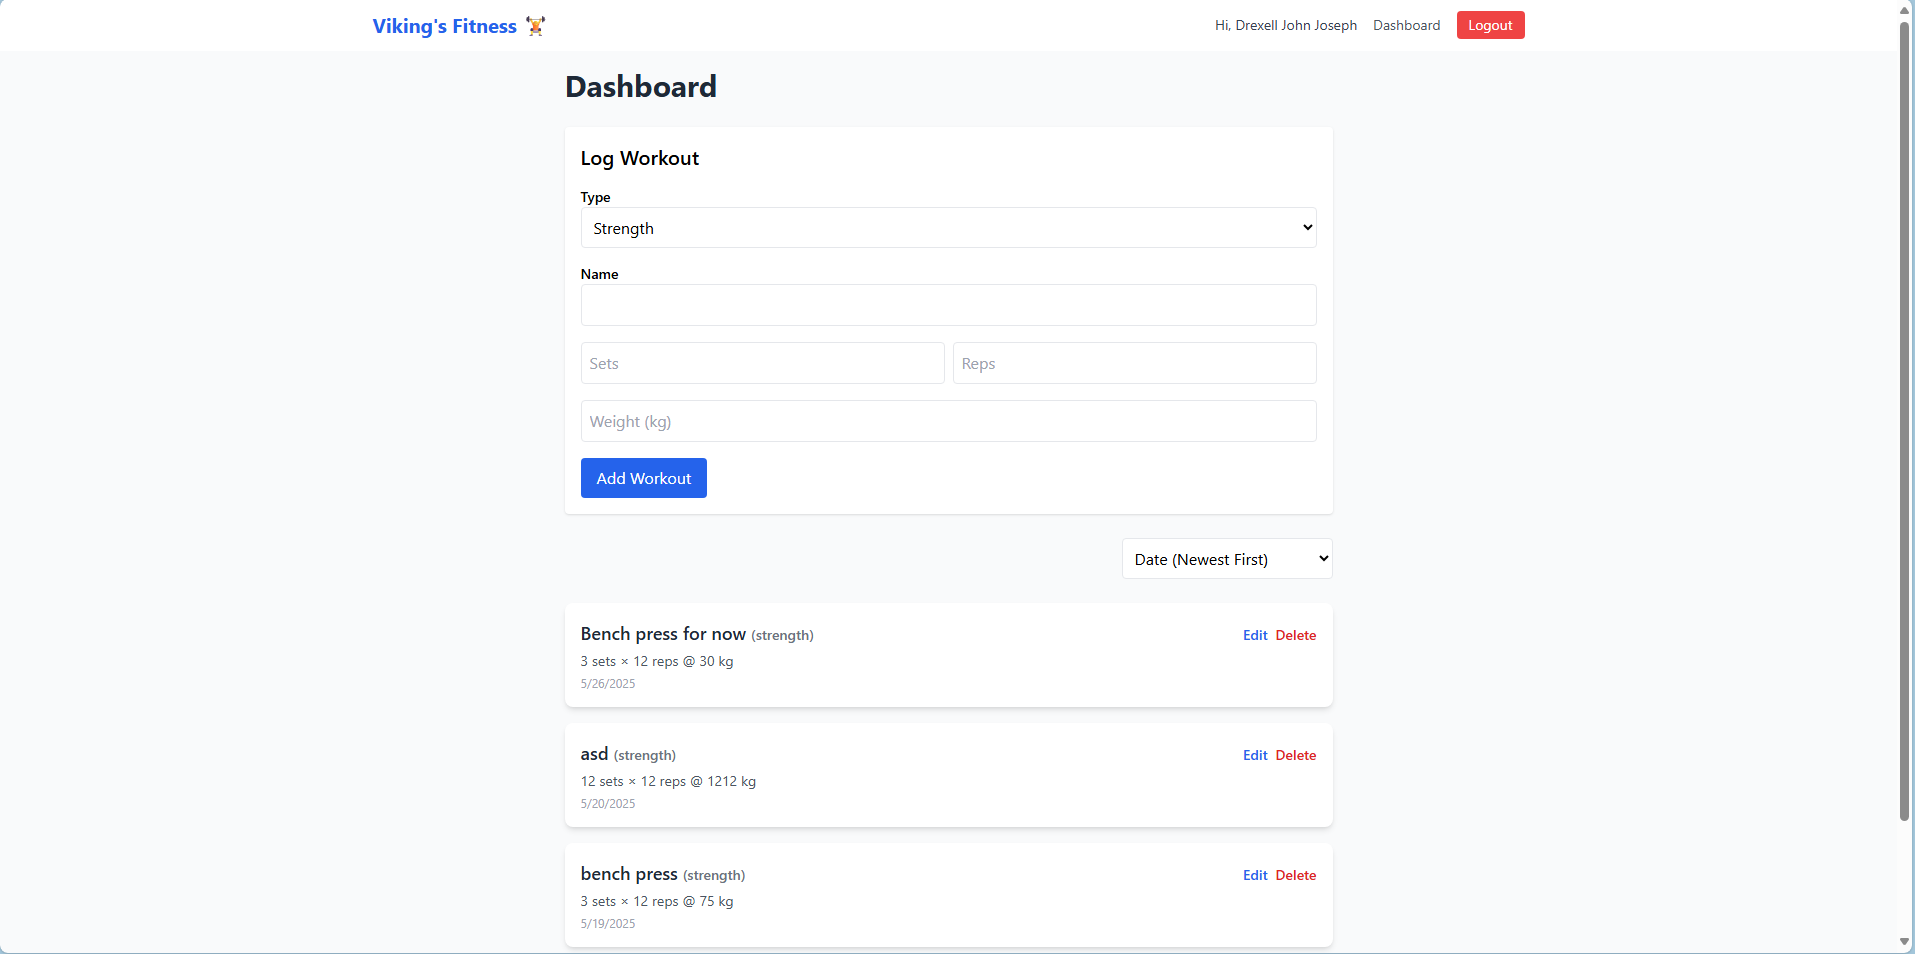 Viking's Fitness 🏋️
Hi, Drexell John Joseph Dashboard Logout
Dashboard
Log Workout
Type
Strength
Name
Sets Reps
Weight (kg)
Add Workout
Date (Newest First)
Bench press for now (strength) Edit Delete
3 sets × 12 reps @ 30 kg
5/26/2025
asd (strength) Edit Delete
12 sets × 12 reps @ 1212 kg
5/20/2025
bench press (strength) Edit Delete
3 sets × 12 reps @ 75 kg
5/19/2025